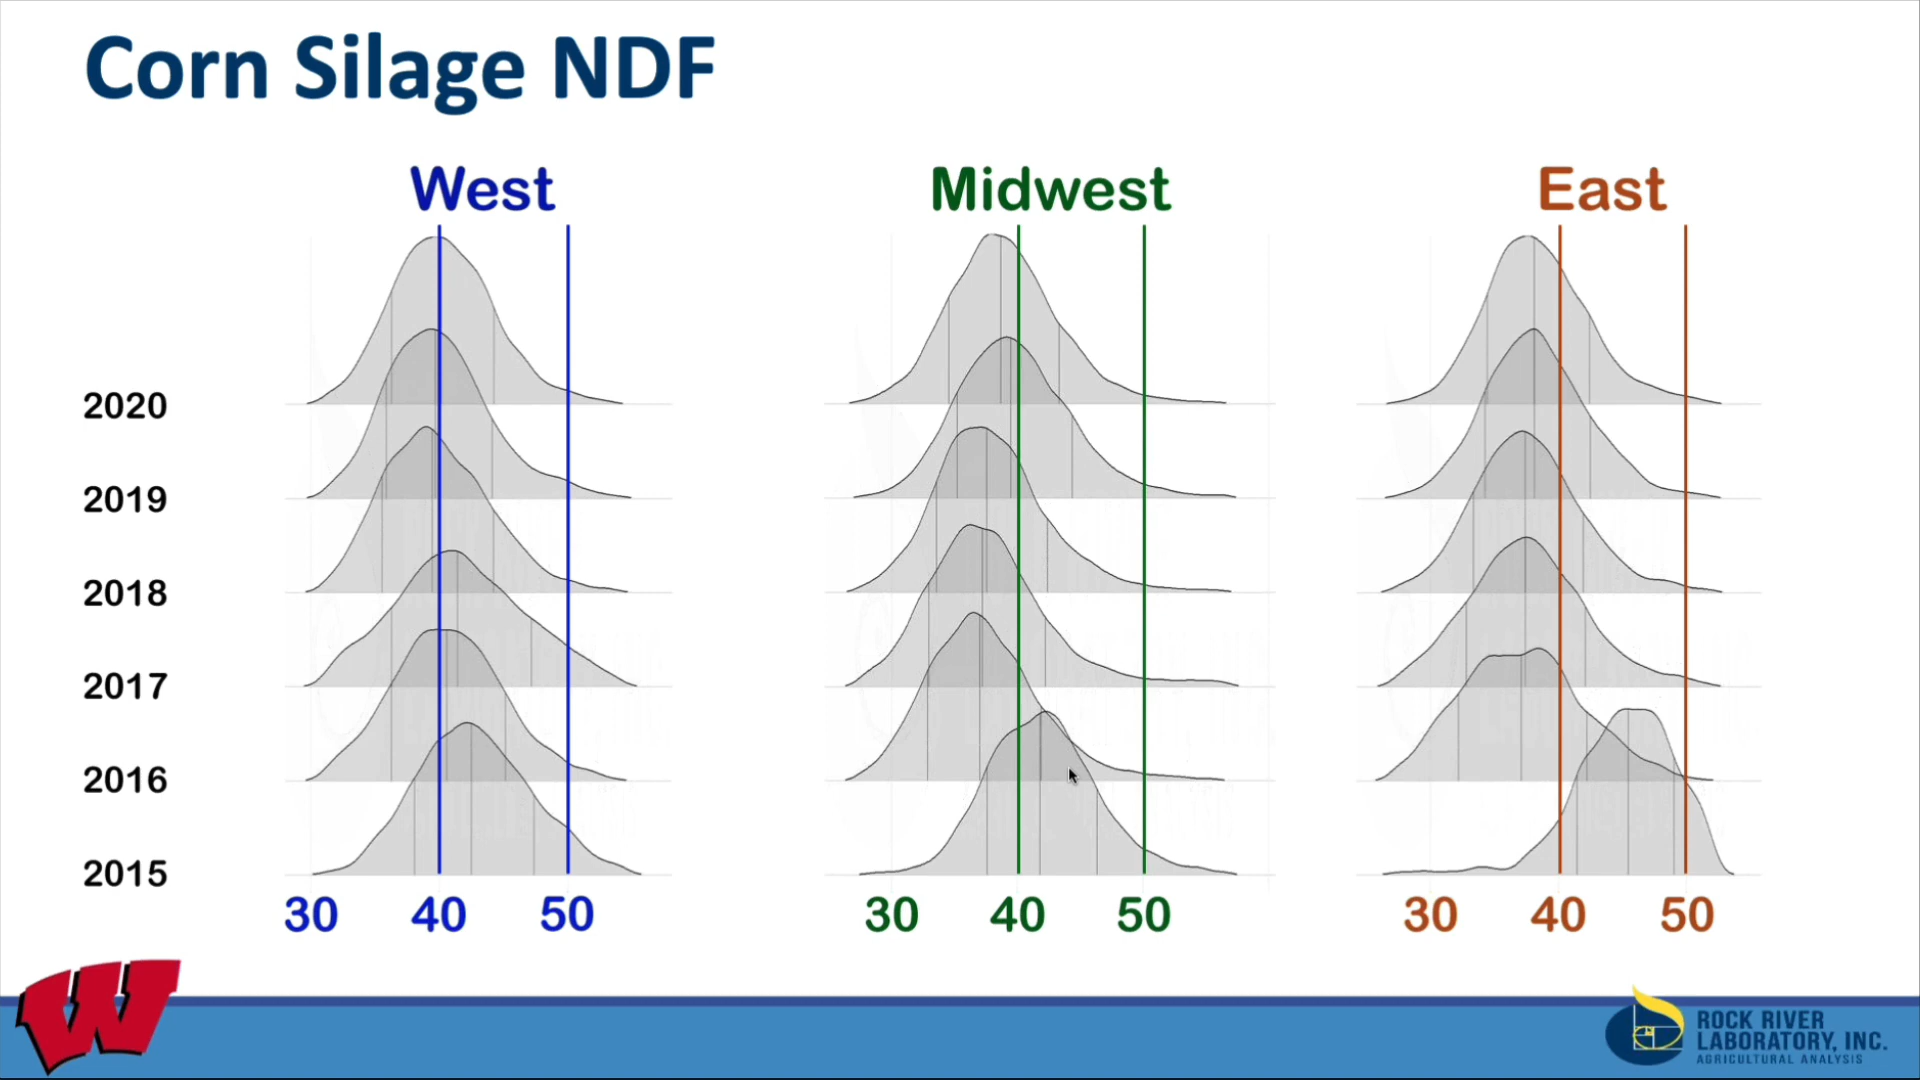 Corn Silage NDF
West Midwest East
2020
2019
2018
2017
2016
2015
30 40 50 30 40 50 30 40 50
W
ROCK RIVER
LABORATORY, INC.
AGRICULTURAL ANALYSIS